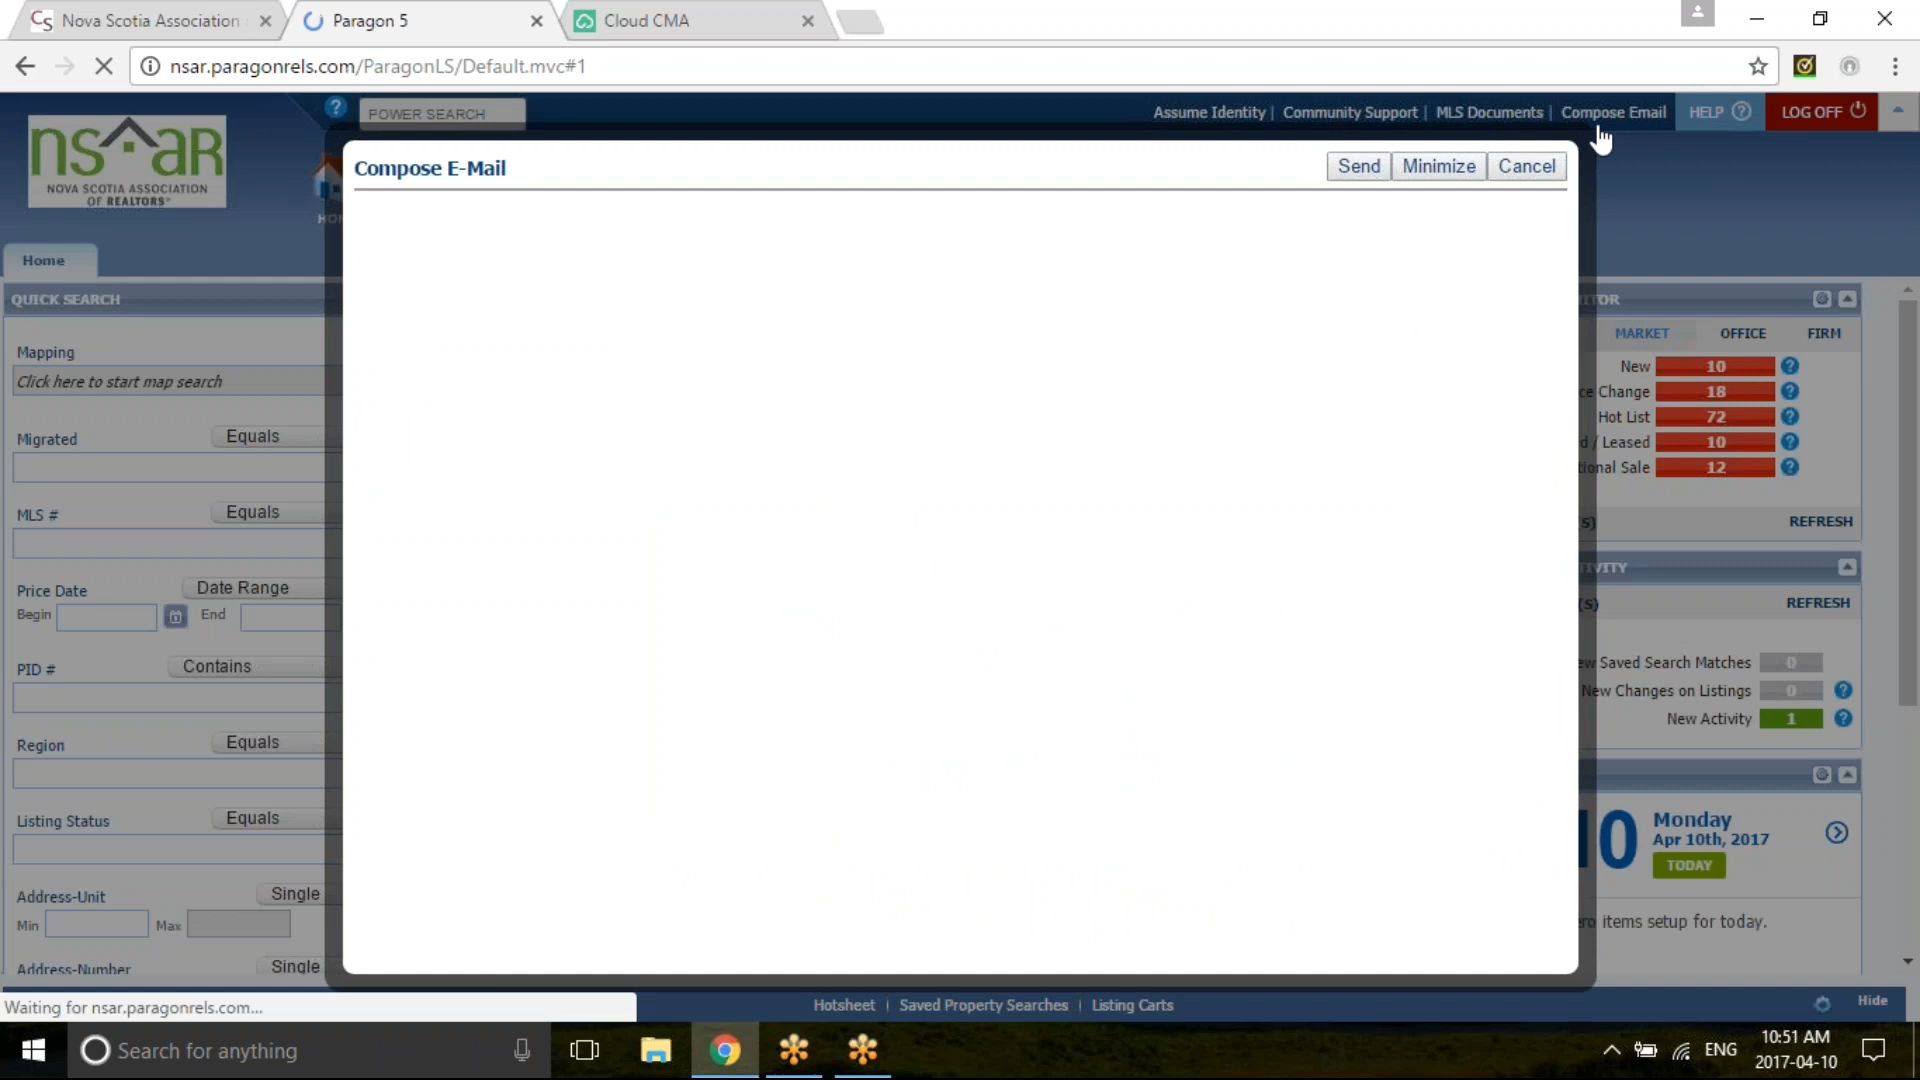 Nova Scotia Association
Paragon 5
Cloud CMA
nsar.paragonrels.com/ParagonLS/Default.mvc#1
POWER SEARCH
Assume Identity | Community Support | MLS Documents | Compose Email
HELP
LOG OFF
nsaR
NOVA SCOTIA ASSOCIATION
OF REALTORS®
Compose E-Mail
Send
Minimize
Cancel
Home
QUICK SEARCH
Mapping
Click here to start map search
Migrated
Equals
MLS #
Equals
Price Date
Date Range
Begin
End
PID #
Contains
Region
Equals
Listing Status
Equals
Address-Unit
Single
Min
Max
Address-Number
Single
MARKET
OFFICE
FIRM
New 10
Change 18
Hot List 72
/ Leased 10
Sale 12
REFRESH
REFRESH
Saved Search Matches 0
New Changes on Listings 0
New Activity 1
10
Monday
Apr 10th, 2017
TODAY
items setup for today.
Waiting for nsar.paragonrels.com...
Hotsheet | Saved Property Searches | Listing Carts
Hide
Search for anything
ENG
10:51 AM
2017-04-10